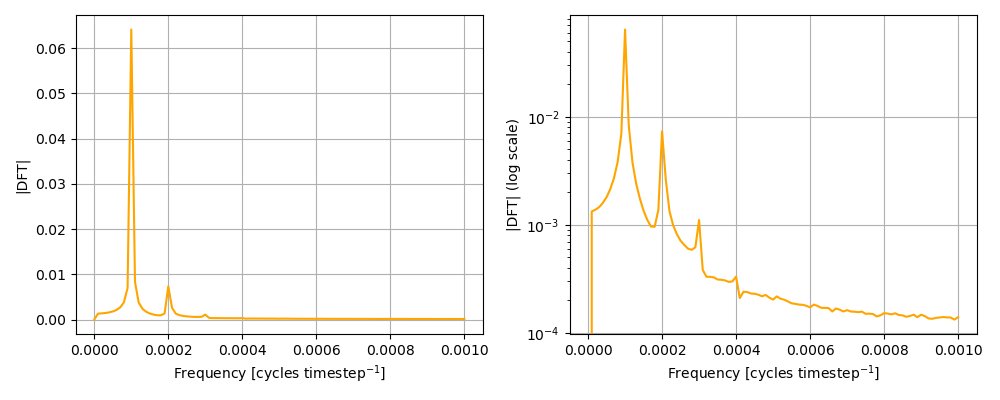 0.06
0.05
0.04
0.03
0.02
0.01
0.00
|DFT|
0.0000 0.0002 0.0004 0.0006 0.0008 0.0010
Frequency [cycles timestep⁻¹]
10⁻²
10⁻³
10⁻⁴
|DFT| (log scale)
0.0000 0.0002 0.0004 0.0006 0.0008 0.0010
Frequency [cycles timestep⁻¹]